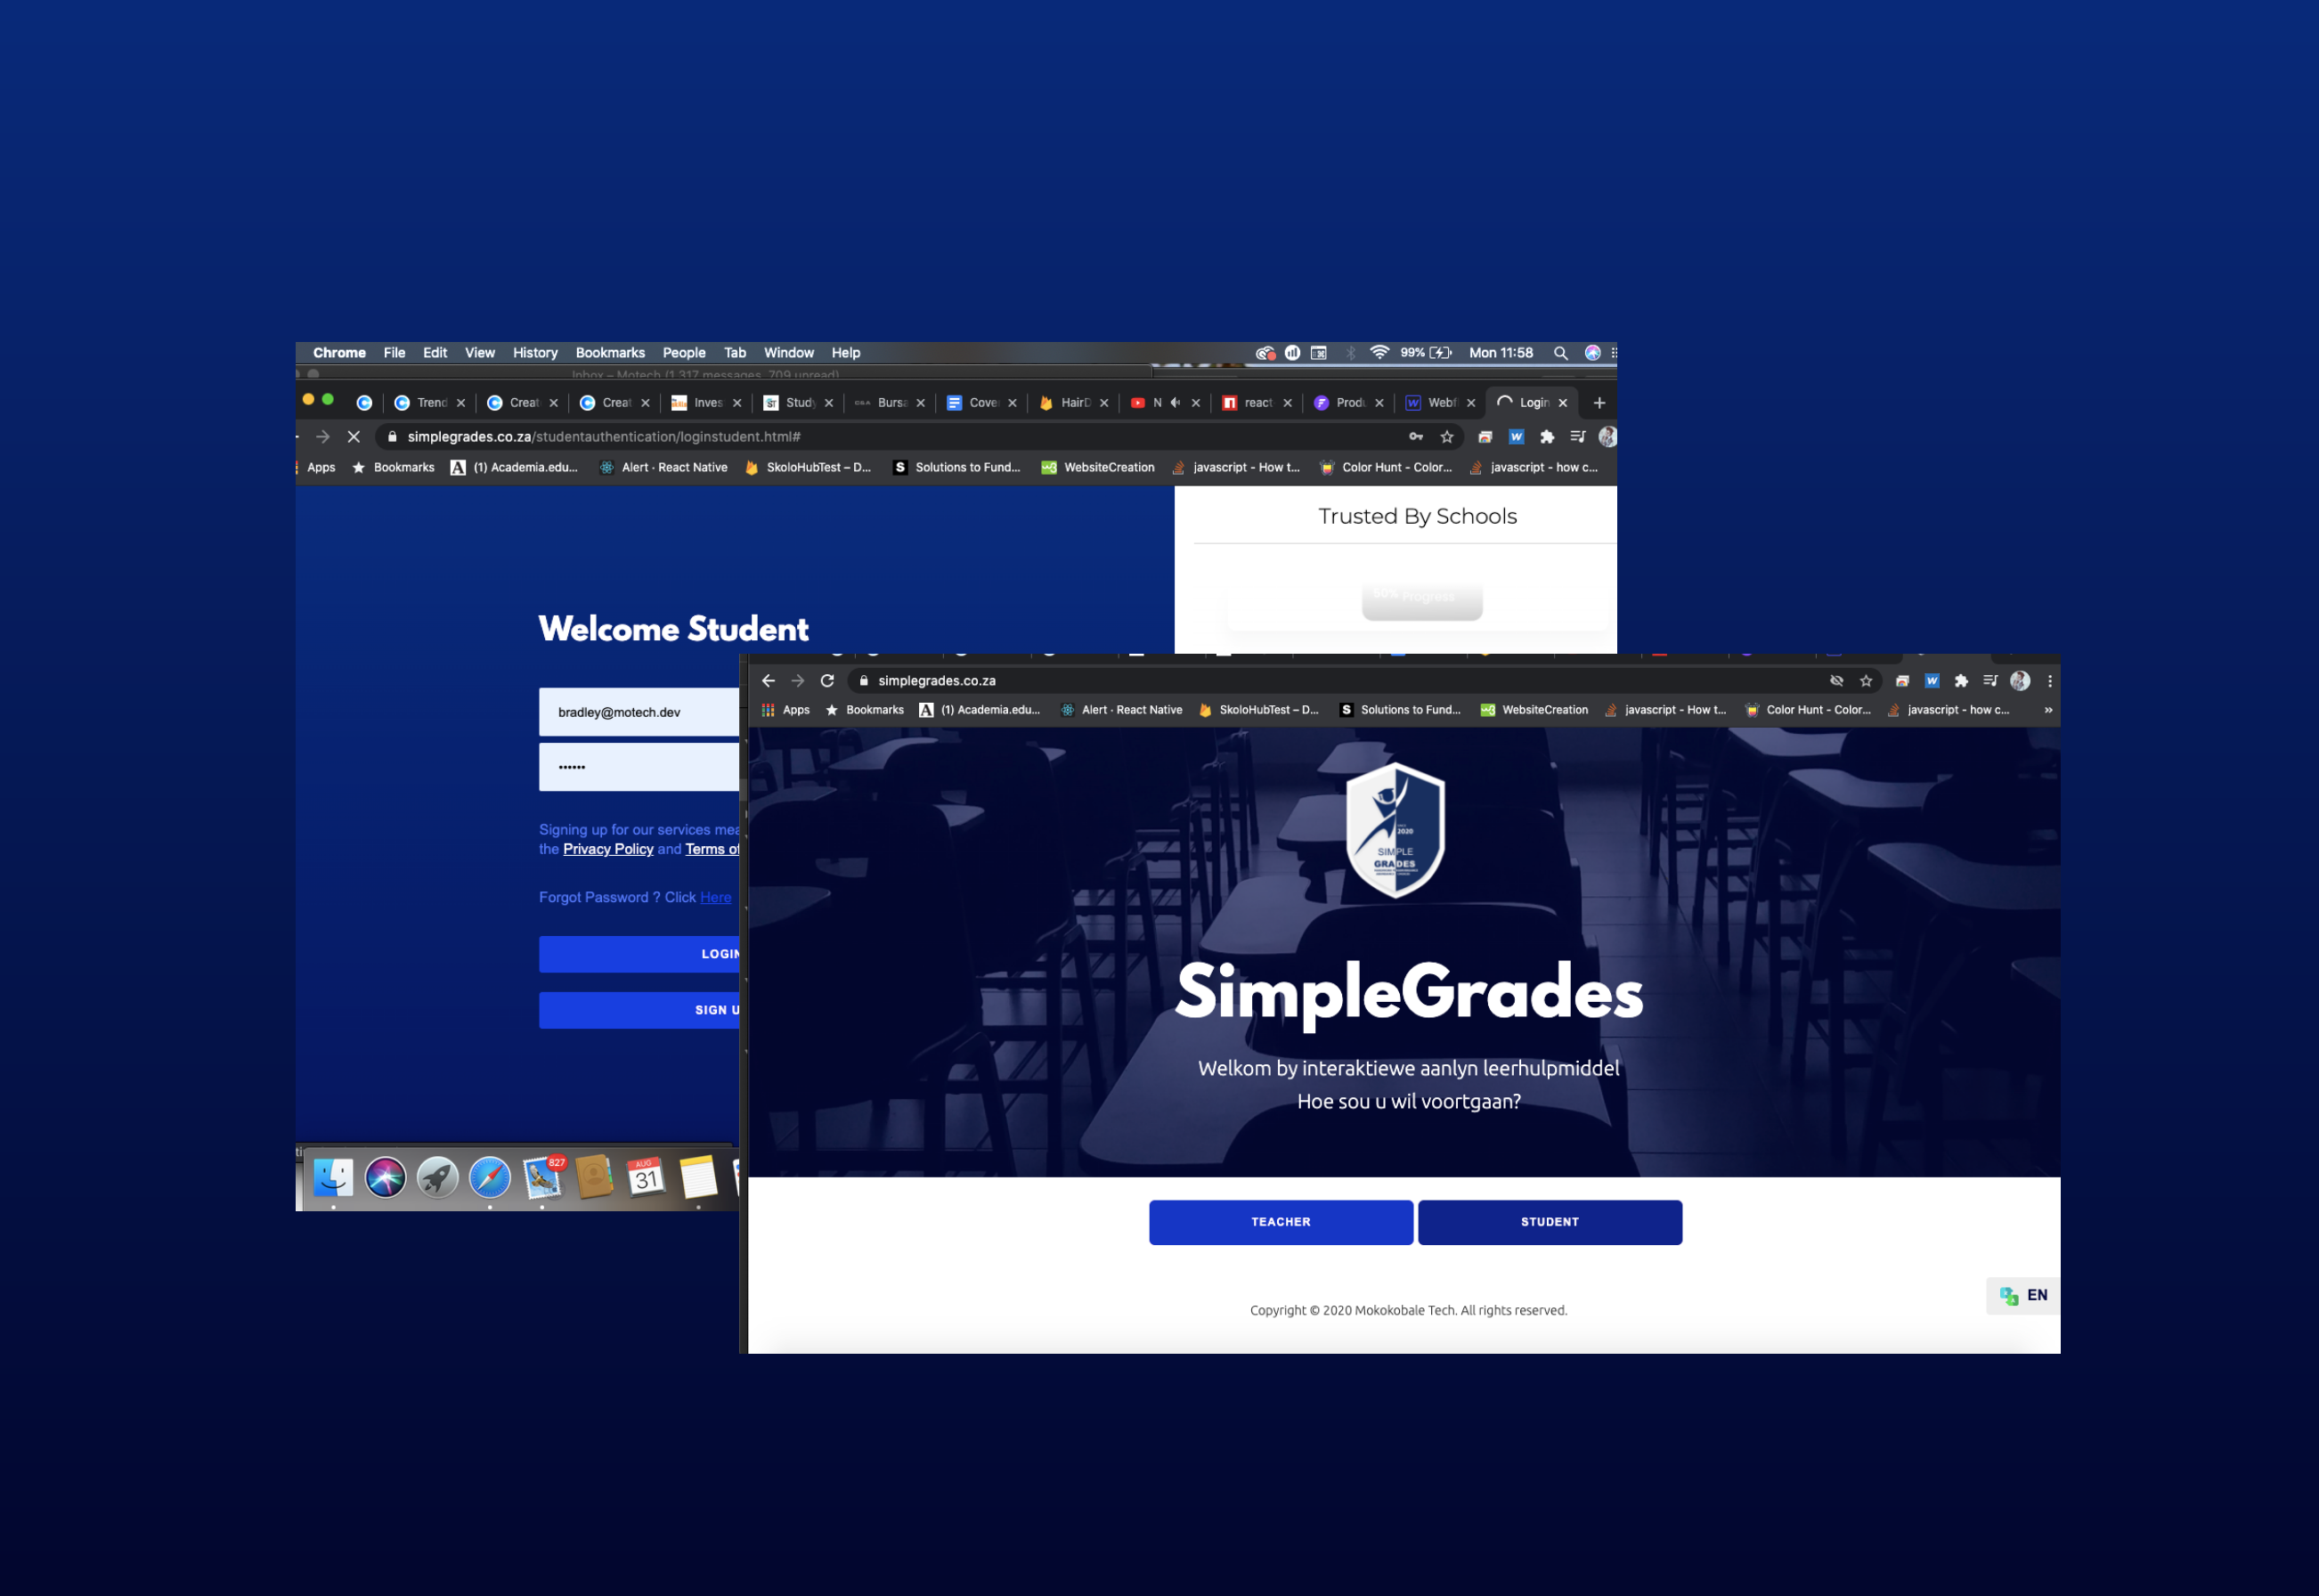 Chrome File Edit View History Bookmarks People Tab Window Help 99% Mon 11:58
Inbox – Motech (1 317 messages, 709 unread)
Trend Creat Creat Inves Study Bursa Cove HairD N react Produ Webf Login
simplegrades.co.za/studentauthentication/loginstudent.html#
Apps Bookmarks (1) Academia.edu... Alert · React Native SkoloHubTest – D... Solutions to Fund... WebsiteCreation javascript - How t... Color Hunt - Color... javascript - how c...
Trusted By Schools
Progress
Welcome Student
bradley@motech.dev
••••••
Signing up for our services mea
the Privacy Policy and Terms of
Forgot Password ? Click Here
LOGIN
SIGN U
827
AUG
31
simplegrades.co.za
Apps Bookmarks (1) Academia.edu... Alert · React Native SkoloHubTest – D... Solutions to Fund... WebsiteCreation javascript - How t... Color Hunt - Color... javascript - how c... »
2020
SIMPLE
GRADES
SimpleGrades
Welkom by interaktiewe aanlyn leerhulpmiddel
Hoe sou u wil voortgaan?
TEACHER STUDENT
EN
Copyright © 2020 Mokokobale Tech. All rights reserved.